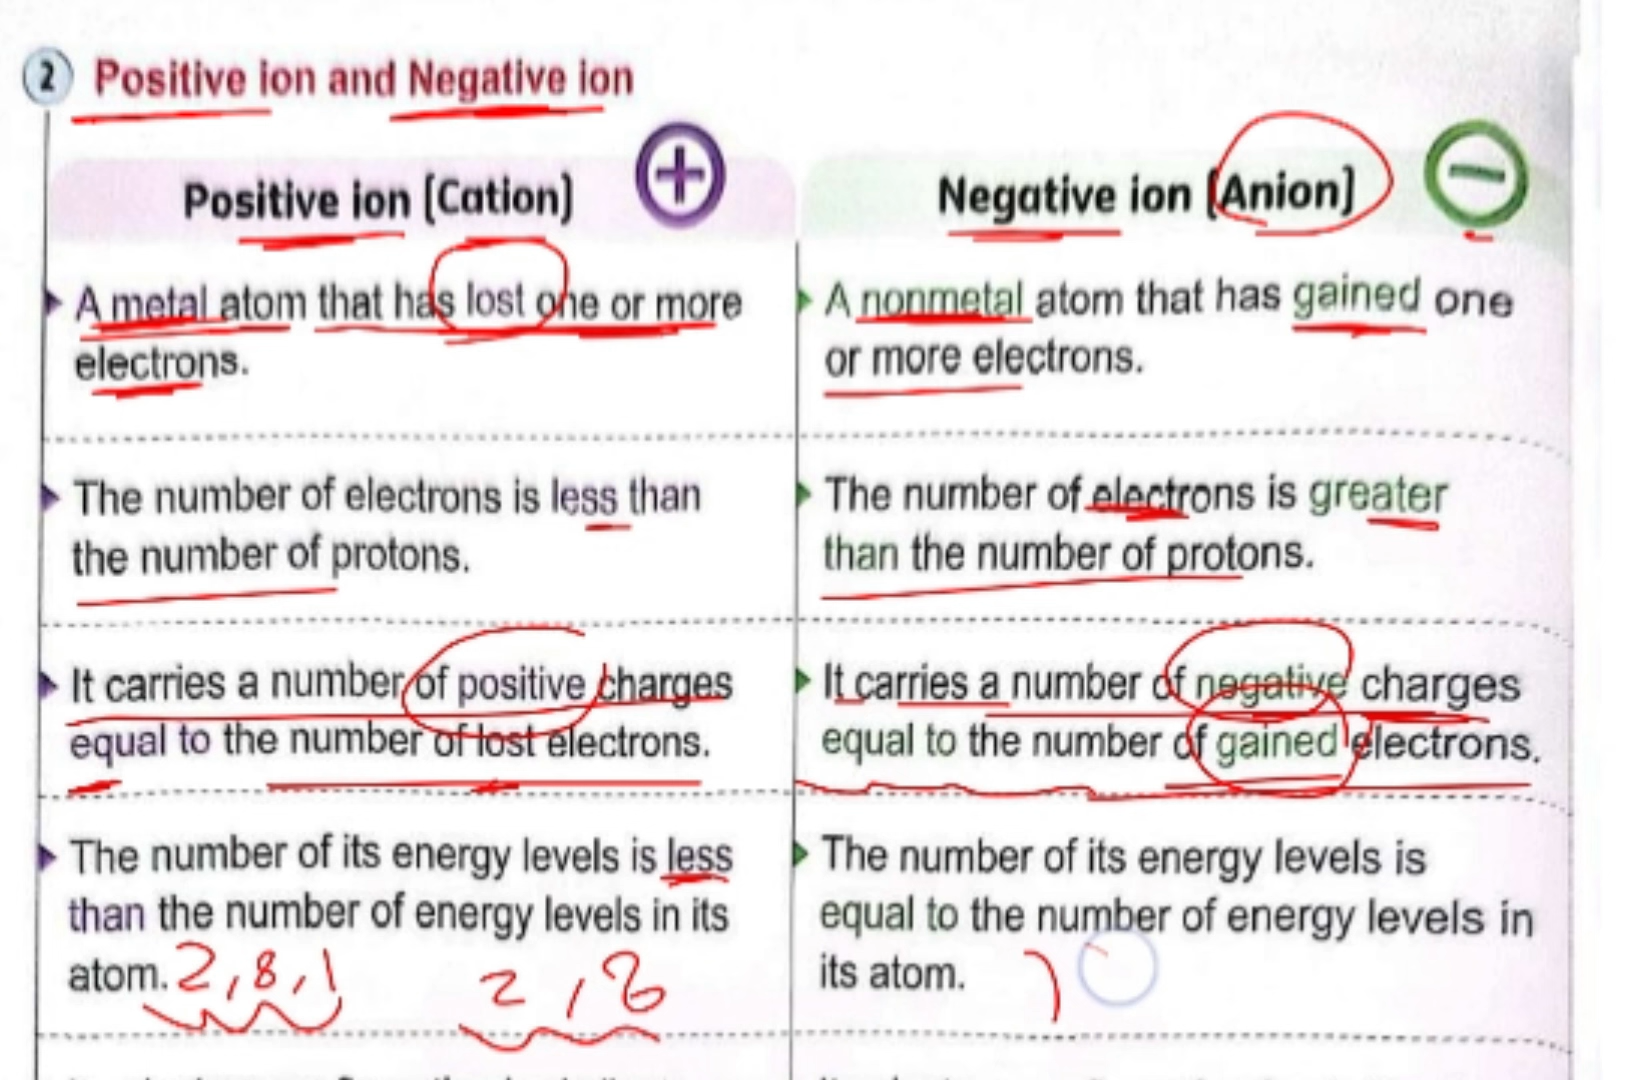 2 Positive ion and Negative ion
Positive ion (Cation) +
Negative ion (Anion) −
A metal atom that has lost one or more
electrons.
A nonmetal atom that has gained one
or more electrons.
The number of electrons is less than
the number of protons.
The number of electrons is greater
than the number of protons.
It carries a number of positive charges
equal to the number of lost electrons.
It carries a number of negative charges
equal to the number of gained electrons.
The number of its energy levels is less
than the number of energy levels in its
atom. 2, 8, 1
2, 8
The number of its energy levels is
equal to the number of energy levels in
its atom. )